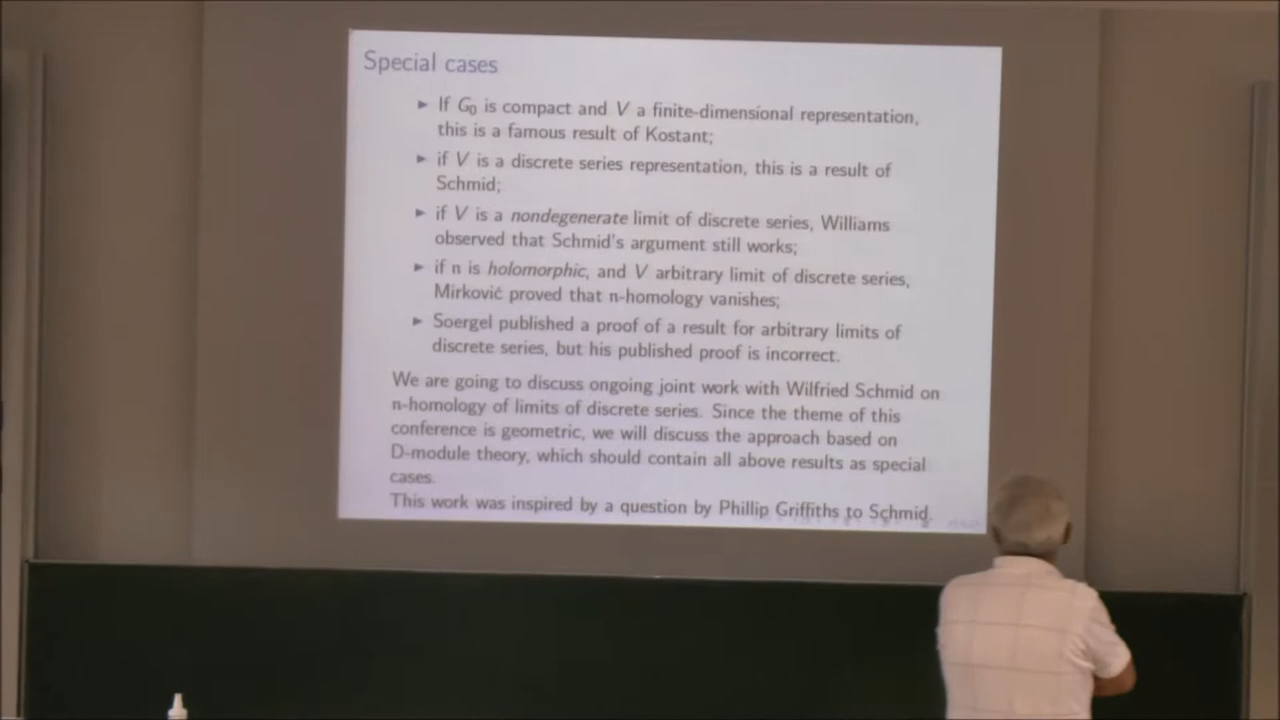 Special cases
► If G₀ is compact and V a finite-dimensional representation,
this is a famous result of Kostant;
► if V is a discrete series representation, this is a result of
Schmid;
► if V is a nondegenerate limit of discrete series, Williams
observed that Schmid's argument still works;
► if n is holomorphic, and V arbitrary limit of discrete series,
Mirković proved that n-homology vanishes;
► Soergel published a proof of a result for arbitrary limits of
discrete series, but his published proof is incorrect.
We are going to discuss ongoing joint work with Wilfried Schmid on
n-homology of limits of discrete series. Since the theme of this
conference is geometric, we will discuss the approach based on
D-module theory, which should contain all above results as special
cases.
This work was inspired by a question by Phillip Griffiths to Schmid.